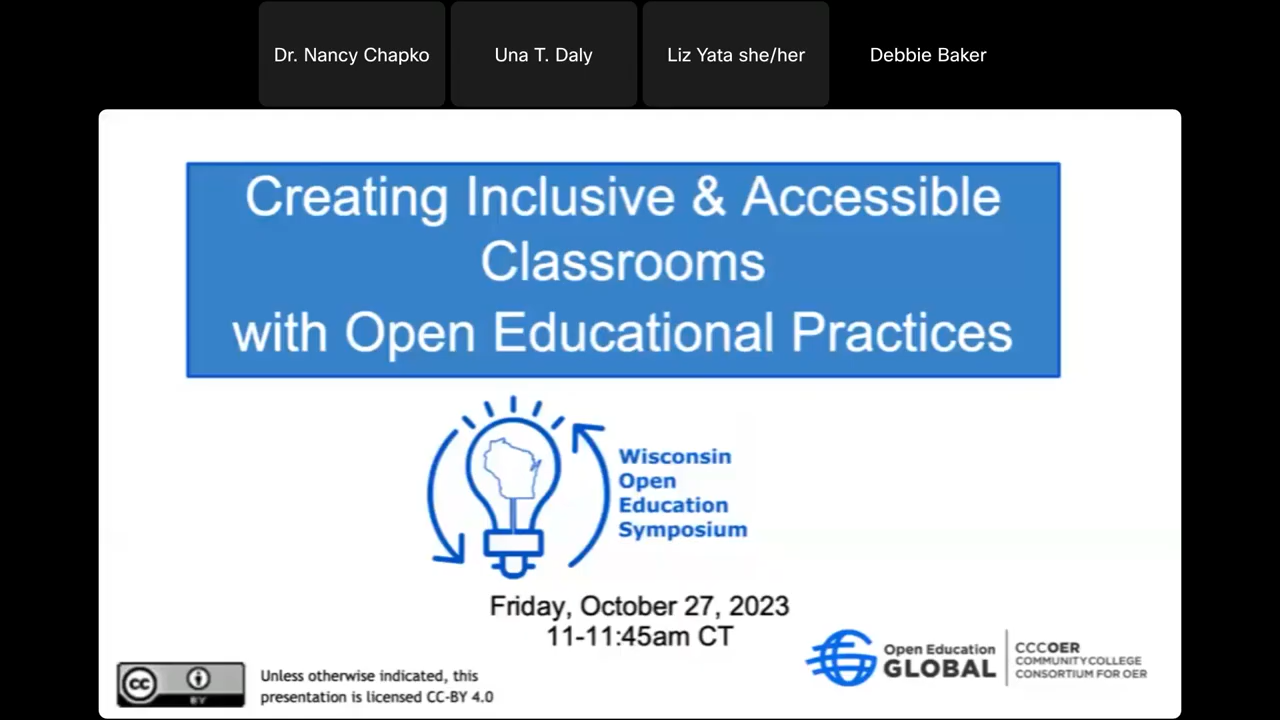 Dr. Nancy Chapko
Una T. Daly
Liz Yata she/her
Debbie Baker
Creating Inclusive & Accessible
Classrooms
with Open Educational Practices
Wisconsin
Open
Education
Symposium
Friday, October 27, 2023
11-11:45am CT
cc
BY
Unless otherwise indicated, this
presentation is licensed CC-BY 4.0
Open Education
GLOBAL
CCCOER
COMMUNITY COLLEGE
CONSORTIUM FOR OER